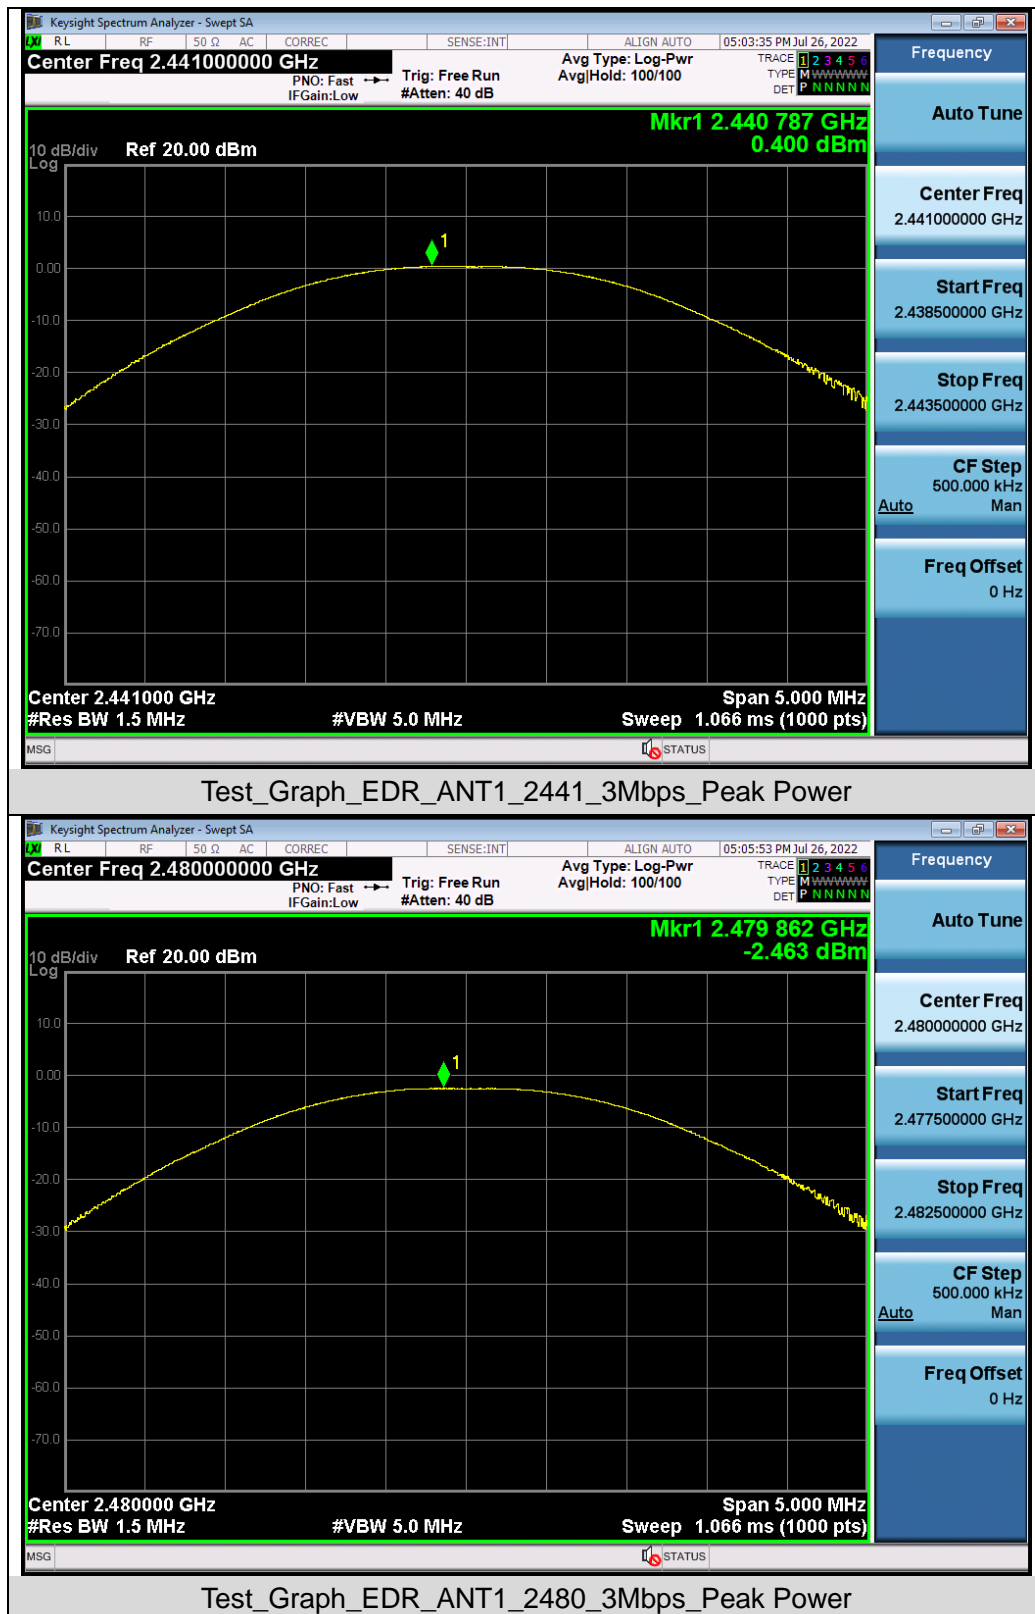 Keysight Spectrum Analyzer - Swept SA
LXI RL RF 50 Ω AC CORREC SENSE:INT ALIGN AUTO 05:03:35 PM Jul 26, 2022
Center Freq 2.441000000 GHz
PNO: Fast
IFGain:Low
Trig: Free Run
#Atten: 40 dB
Avg Type: Log-Pwr
Avg|Hold: 100/100
TRACE 1 2 3 4 5 6
TYPE M WWWWW
DET P N N N N N
Mkr1 2.440 787 GHz
0.400 dBm
10 dB/div Ref 20.00 dBm
Log
10.0
1
0.00
-10.0
-20.0
-30.0
-40.0
-50.0
-60.0
-70.0
Center 2.441000 GHz Span 5.000 MHz
#Res BW 1.5 MHz #VBW 5.0 MHz Sweep 1.066 ms (1000 pts)
MSG STATUS
Frequency
Auto Tune
Center Freq
2.441000000 GHz
Start Freq
2.438500000 GHz
Stop Freq
2.443500000 GHz
CF Step
500.000 kHz
Auto Man
Freq Offset
0 Hz
Test_Graph_EDR_ANT1_2441_3Mbps_Peak Power
Keysight Spectrum Analyzer - Swept SA
LXI RL RF 50 Ω AC CORREC SENSE:INT ALIGN AUTO 05:05:53 PM Jul 26, 2022
Center Freq 2.480000000 GHz
PNO: Fast
IFGain:Low
Trig: Free Run
#Atten: 40 dB
Avg Type: Log-Pwr
Avg|Hold: 100/100
TRACE 1 2 3 4 5 6
TYPE M WWWWW
DET P N N N N N
Mkr1 2.479 862 GHz
-2.463 dBm
10 dB/div Ref 20.00 dBm
Log
10.0
1
0.00
-10.0
-20.0
-30.0
-40.0
-50.0
-60.0
-70.0
Center 2.480000 GHz Span 5.000 MHz
#Res BW 1.5 MHz #VBW 5.0 MHz Sweep 1.066 ms (1000 pts)
MSG STATUS
Frequency
Auto Tune
Center Freq
2.480000000 GHz
Start Freq
2.477500000 GHz
Stop Freq
2.482500000 GHz
CF Step
500.000 kHz
Auto Man
Freq Offset
0 Hz
Test_Graph_EDR_ANT1_2480_3Mbps_Peak Power